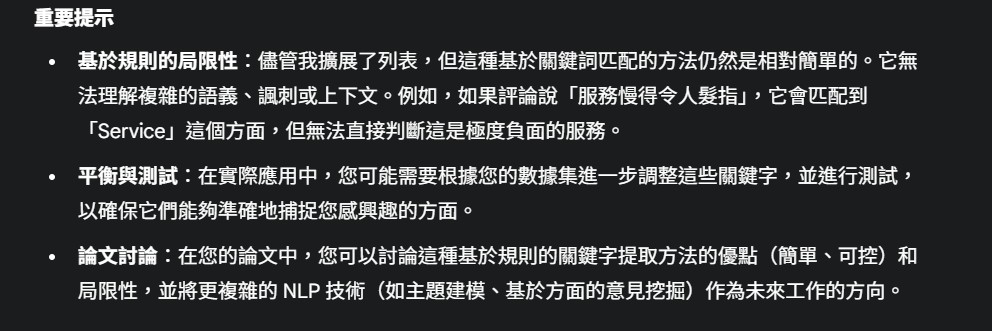 重要提示
• 基於規則的局限性：儘管我擴展了列表，但這種基於關鍵詞匹配的方法仍然是相對簡單的。它無
法理解複雜的語義、諷刺或上下文。例如，如果評論說「服務慢得令人髮指」，它會匹配到
「Service」這個方面，但無法直接判斷這是極度負面的服務。
• 平衡與測試：在實際應用中，您可能需要根據您的數據集進一步調整這些關鍵字，並進行測試，
以確保它們能夠準確地捕捉您感興趣的方面。
• 論文討論：在您的論文中，您可以討論這種基於規則的關鍵字提取方法的優點（簡單、可控）和
局限性，並將更複雜的 NLP 技術（如主題建模、基於方面的意見挖掘）作為未來工作的方向。